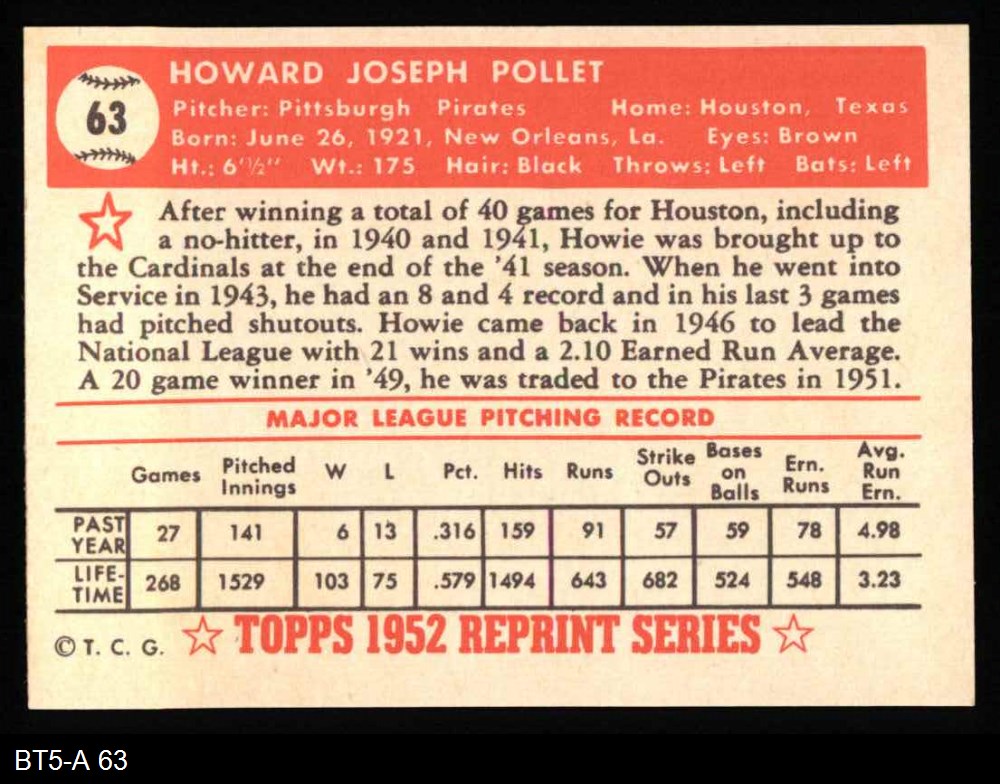 63
HOWARD JOSEPH POLLET
Pitcher: Pittsburgh Pirates Home: Houston, Texas
Born: June 26, 1921, New Orleans, La. Eyes: Brown
Ht.: 6'½" Wt.: 175 Hair: Black Throws: Left Bats: Left
After winning a total of 40 games for Houston, including
a no-hitter, in 1940 and 1941, Howie was brought up to
the Cardinals at the end of the '41 season. When he went into
Service in 1943, he had an 8 and 4 record and in his last 3 games
had pitched shutouts. Howie came back in 1946 to lead the
National League with 21 wins and a 2.10 Earned Run Average.
A 20 game winner in '49, he was traded to the Pirates in 1951.
MAJOR LEAGUE PITCHING RECORD
Games Pitched Innings W L Pct. Hits Runs Strike Outs Bases on Balls Ern. Runs Avg. Run Ern.
PAST YEAR 27 141 6 13 .316 159 91 57 59 78 4.98
LIFE-TIME 268 1529 103 75 .579 1494 643 682 524 548 3.23
© T. C. G. TOPPS 1952 REPRINT SERIES
BT5-A 63